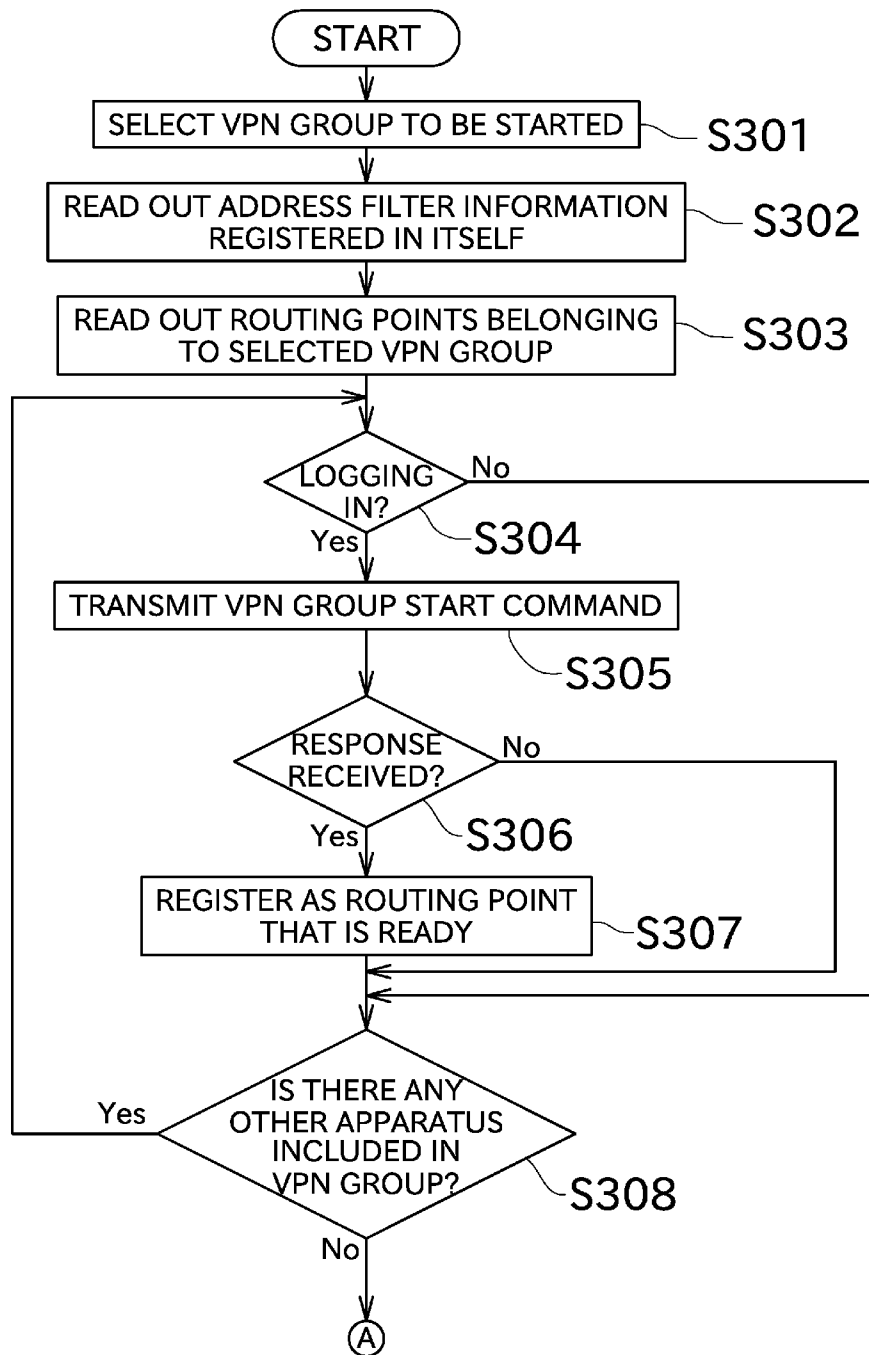 START
SELECT VPN GROUP TO BE STARTED
S301
READ OUT ADDRESS FILTER INFORMATION
REGISTERED IN ITSELF
S302
READ OUT ROUTING POINTS BELONGING
TO SELECTED VPN GROUP
S303
LOGGING
IN?
No
Yes
S304
TRANSMIT VPN GROUP START COMMAND
S305
RESPONSE
RECEIVED?
No
Yes
S306
REGISTER AS ROUTING POINT
THAT IS READY
S307
IS THERE ANY
OTHER APPARATUS
INCLUDED IN
VPN GROUP?
Yes
S308
No
A